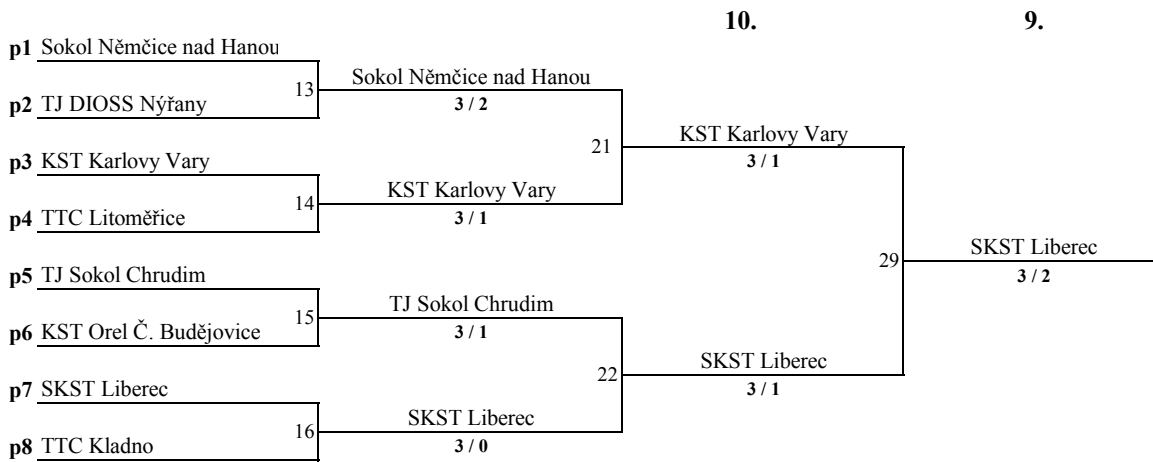 10. 9.
p1 Sokol Němčice nad Hanou
13 Sokol Němčice nad Hanou
3 / 2
p2 TJ DIOSS Nýřany
21 KST Karlovy Vary
3 / 1
p3 KST Karlovy Vary
14 KST Karlovy Vary
3 / 1
p4 TTC Litoměřice
29 SKST Liberec
3 / 2
p5 TJ Sokol Chrudim
15 TJ Sokol Chrudim
3 / 1
p6 KST Orel Č. Budějovice
22 SKST Liberec
3 / 1
p7 SKST Liberec
16 SKST Liberec
3 / 0
p8 TTC Kladno